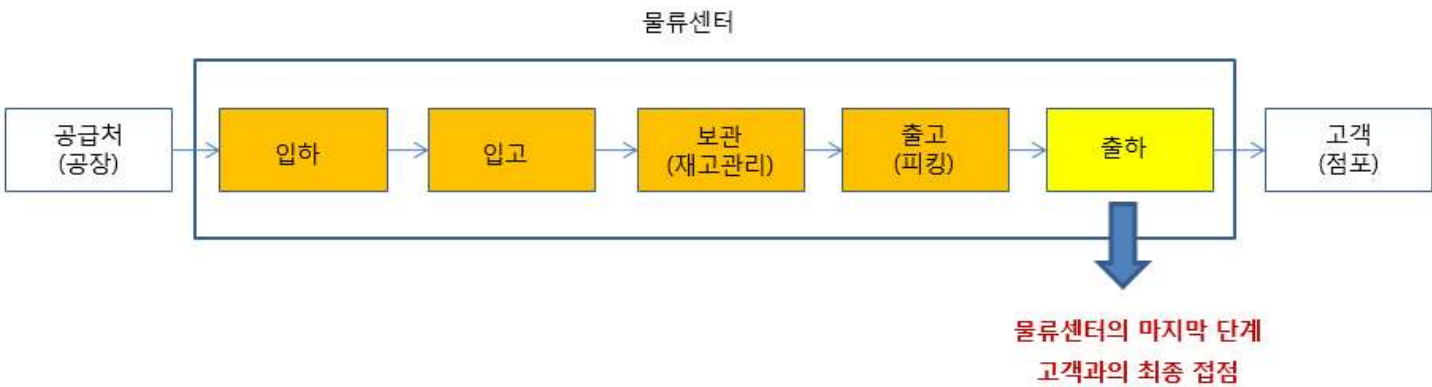 물류센터
공급처
(공장)
입하
입고
보관
(재고관리)
출고
(피킹)
출하
고객
(점포)
물류센터의 마지막 단계
고객과의 최종 접점